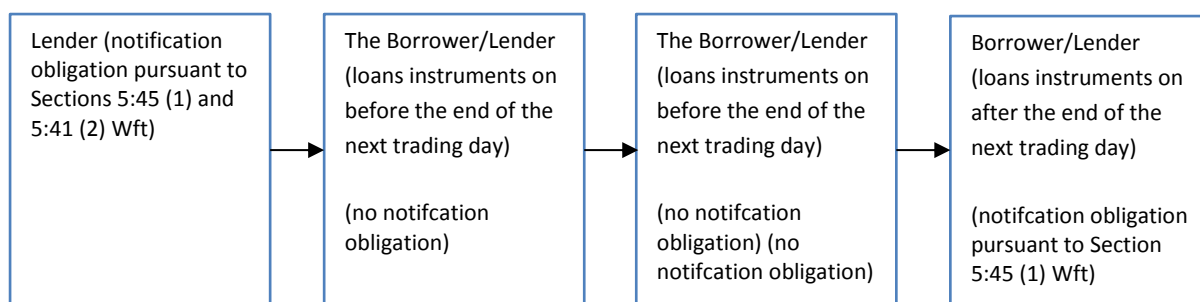 Lender (notification
obligation pursuant to
Sections 5:45 (1) and
5:41 (2) Wft)
The Borrower/Lender
(loans instruments on
before the end of the
next trading day)
(no notifcation
obligation)
The Borrower/Lender
(loans instruments on
before the end of the
next trading day)
(no notifcation
obligation) (no
notifcation obligation)
Borrower/Lender
(loans instruments on
after the end of the
next trading day)
(notifcation obligation
pursuant to Section
5:45 (1) Wft)